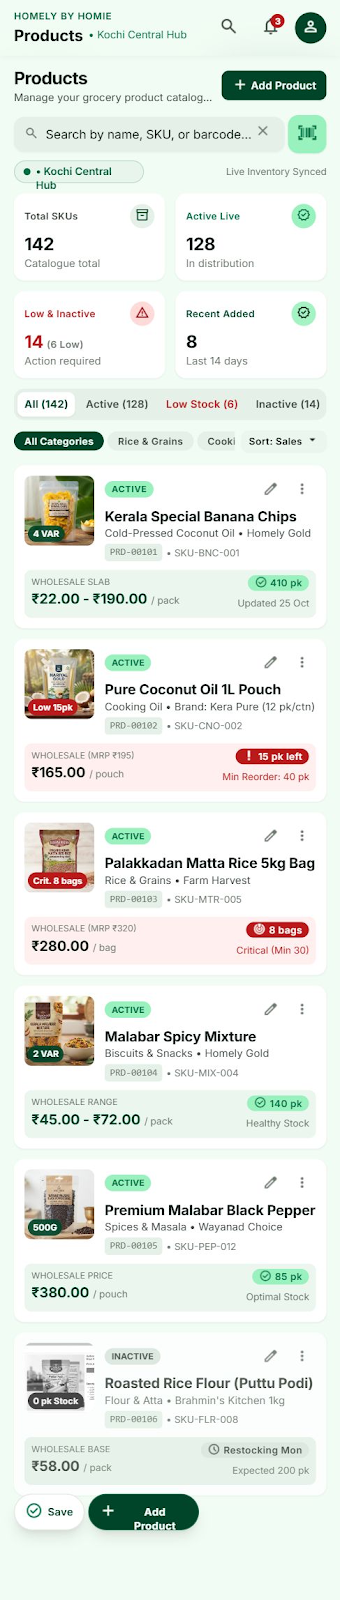 HOMELY BY HOMIE
Products • Kochi Central Hub
3
Products
Manage your grocery product catalog...
+ Add Product
Search by name, SKU, or barcode...
• Kochi Central Hub
Live Inventory Synced
Total SKUs
142
Catalogue total
Active Live
128
In distribution
Low & Inactive
14 (6 Low)
Action required
Recent Added
8
Last 14 days
All (142) Active (128) Low Stock (6) Inactive (14)
All Categories Rice & Grains Cooki Sort: Sales
ACTIVE
Kerala Special Banana Chips
Cold-Pressed Coconut Oil • Homely Gold
4 VAR
PRD-00101 • SKU-BNC-001
WHOLESALE SLAB
410 pk
₹22.00 - ₹190.00 / pack
Updated 25 Oct
ACTIVE
Pure Coconut Oil 1L Pouch
Cooking Oil • Brand: Kera Pure (12 pk/ctn)
Low 15pk
PRD-00102 • SKU-CNO-002
WHOLESALE (MRP ₹195)
15 pk left
₹165.00 / pouch
Min Reorder: 40 pk
ACTIVE
Palakkadan Matta Rice 5kg Bag
Rice & Grains • Farm Harvest
Crit. 8 bags
PRD-00103 • SKU-MTR-005
WHOLESALE (MRP ₹320)
8 bags
₹280.00 / bag
Critical (Min 30)
ACTIVE
Malabar Spicy Mixture
Biscuits & Snacks • Homely Gold
2 VAR
PRD-00104 • SKU-MIX-004
WHOLESALE RANGE
140 pk
₹45.00 - ₹72.00 / pack
Healthy Stock
ACTIVE
Premium Malabar Black Pepper
Spices & Masala • Wayanad Choice
500G
PRD-00105 • SKU-PEP-012
WHOLESALE PRICE
85 pk
₹380.00 / pouch
Optimal Stock
INACTIVE
Roasted Rice Flour (Puttu Podi)
Flour & Atta • Brahmin's Kitchen 1kg
0 pk Stock
PRD-00106 • SKU-FLR-008
WHOLESALE BASE
Restocking Mon
₹58.00 / pack
Expected 200 pk
Save
+ Add Product